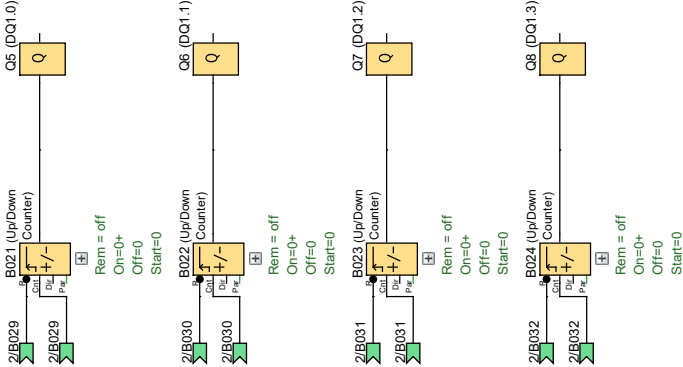 Q5 (DQ1.0)
Q
B021 (Up/Down
Counter)
R
Cnt
Dir
Par
+/-
+
Rem = off
On=0+
Off=0
Start=0
2/B029
2/B029
Q6 (DQ1.1)
Q
B022 (Up/Down
Counter)
R
Cnt
Dir
Par
+/-
+
Rem = off
On=0+
Off=0
Start=0
2/B030
2/B030
Q7 (DQ1.2)
Q
B023 (Up/Down
Counter)
R
Cnt
Dir
Par
+/-
+
Rem = off
On=0+
Off=0
Start=0
2/B031
2/B031
Q8 (DQ1.3)
Q
B024 (Up/Down
Counter)
R
Cnt
Dir
Par
+/-
+
Rem = off
On=0+
Off=0
Start=0
2/B032
2/B032